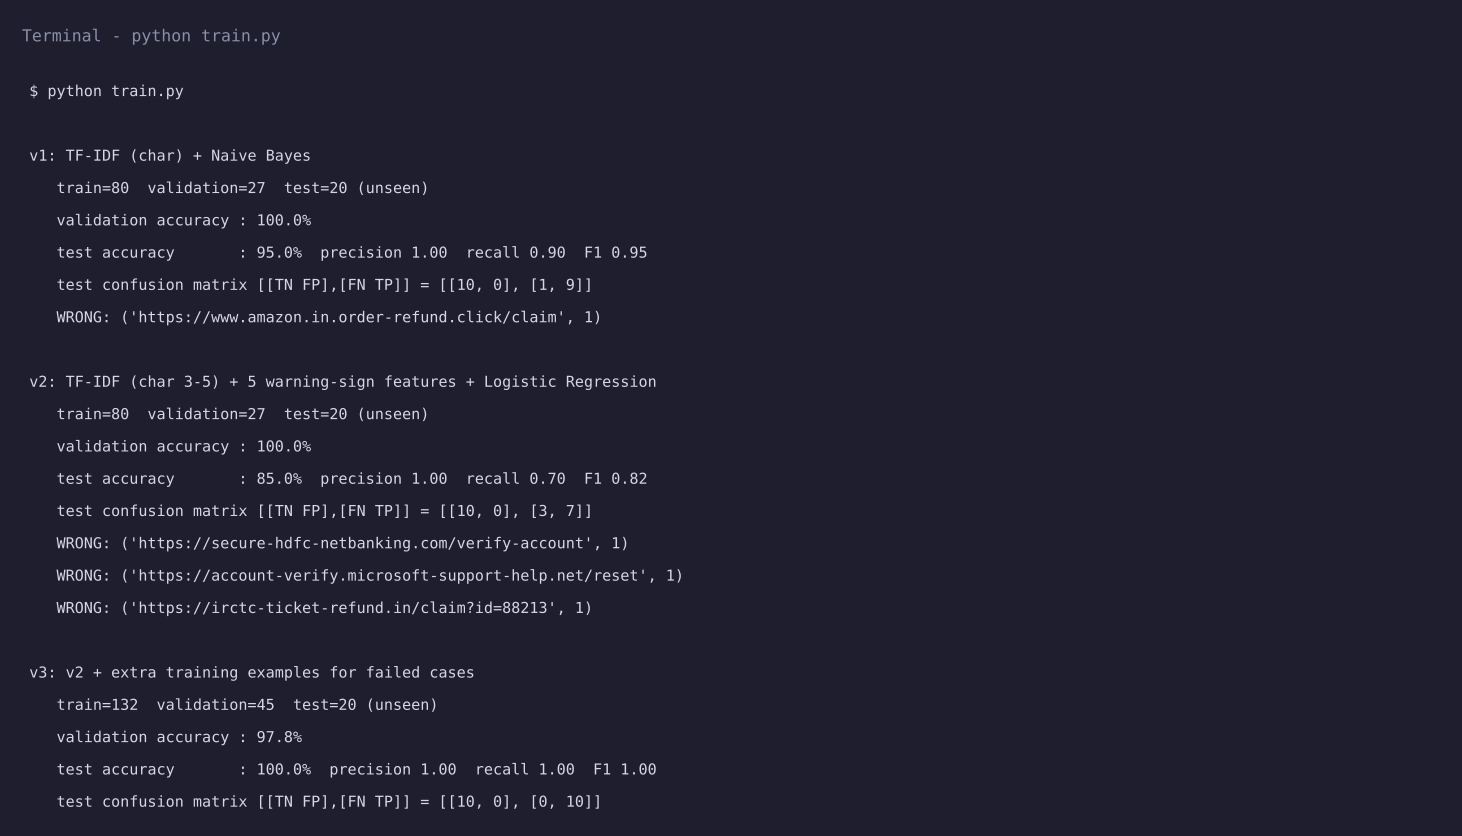 Terminal - python train.py
$ python train.py
v1: TF-IDF (char) + Naive Bayes
train=80  validation=27  test=20 (unseen)
validation accuracy : 100.0%
test accuracy       : 95.0%  precision 1.00  recall 0.90  F1 0.95
test confusion matrix [[TN FP],[FN TP]] = [[10, 0], [1, 9]]
WRONG: ('https://www.amazon.in.order-refund.click/claim', 1)
v2: TF-IDF (char 3-5) + 5 warning-sign features + Logistic Regression
train=80  validation=27  test=20 (unseen)
validation accuracy : 100.0%
test accuracy       : 85.0%  precision 1.00  recall 0.70  F1 0.82
test confusion matrix [[TN FP],[FN TP]] = [[10, 0], [3, 7]]
WRONG: ('https://secure-hdfc-netbanking.com/verify-account', 1)
WRONG: ('https://account-verify.microsoft-support-help.net/reset', 1)
WRONG: ('https://irctc-ticket-refund.in/claim?id=88213', 1)
v3: v2 + extra training examples for failed cases
train=132  validation=45  test=20 (unseen)
validation accuracy : 97.8%
test accuracy       : 100.0%  precision 1.00  recall 1.00  F1 1.00
test confusion matrix [[TN FP],[FN TP]] = [[10, 0], [0, 10]]